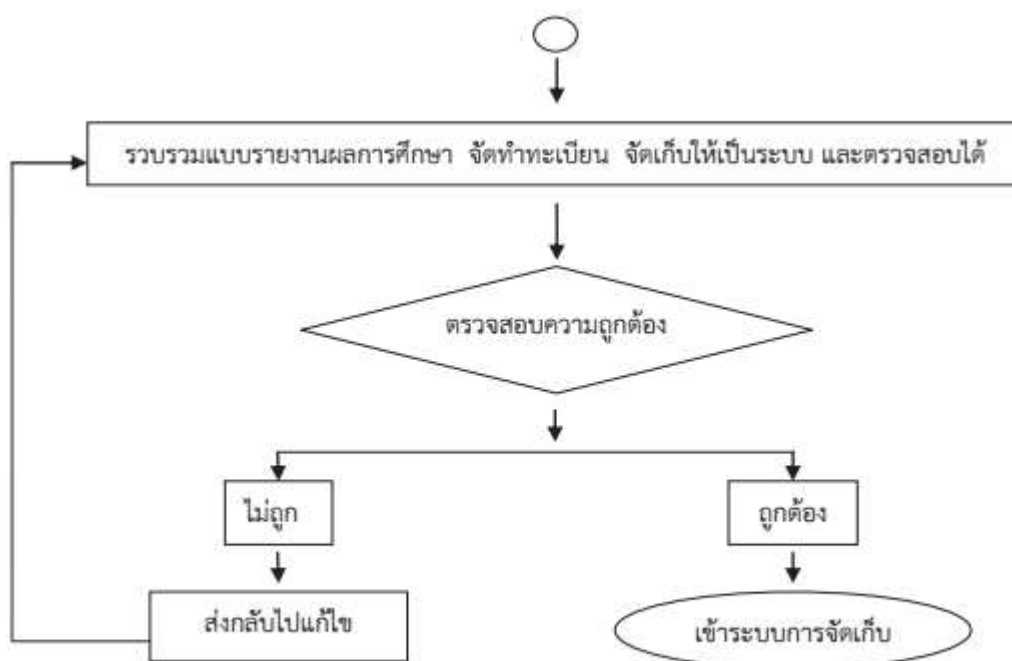 รวบรวมแบบรายงานผลการศึกษา จัดทำทะเบียน จัดเก็บให้เป็นระบบ และตรวจสอบได้
ตรวจสอบความถูกต้อง
ไม่ถูก
ถูกต้อง
ส่งกลับไปแก้ไข
เข้าระบบการจัดเก็บ